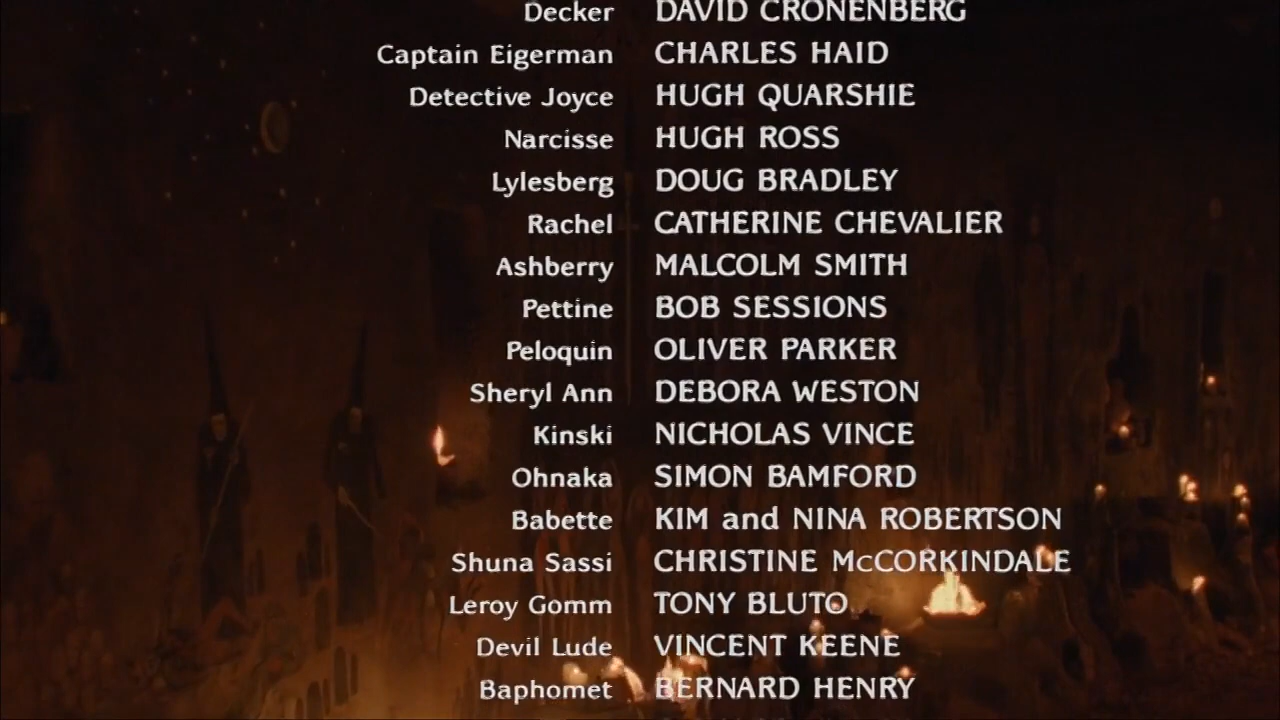 Decker DAVID CRONENBERG
Captain Eigerman CHARLES HAID
Detective Joyce HUGH QUARSHIE
Narcisse HUGH ROSS
Lylesberg DOUG BRADLEY
Rachel CATHERINE CHEVALIER
Ashberry MALCOLM SMITH
Pettine BOB SESSIONS
Peloquin OLIVER PARKER
Sheryl Ann DEBORA WESTON
Kinski NICHOLAS VINCE
Ohnaka SIMON BAMFORD
Babette KIM and NINA ROBERTSON
Shuna Sassi CHRISTINE McCORKINDALE
Leroy Gomm TONY BLUTO
Devil Lude VINCENT KEENE
Baphomet BERNARD HENRY